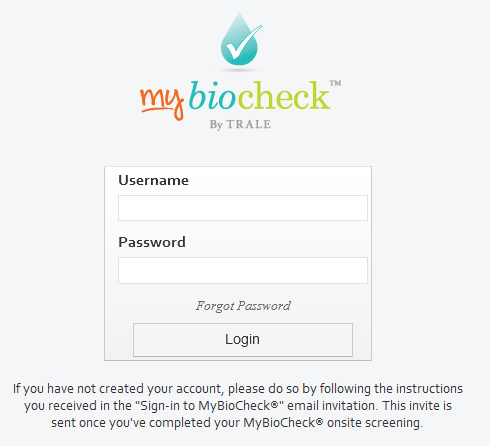 mybiocheck™
By TRALE
Username
Password
Forgot Password
Login
If you have not created your account, please do so by following the instructions
you received in the "Sign-in to MyBioCheck®" email invitation. This invite is
sent once you've completed your MyBioCheck® onsite screening.